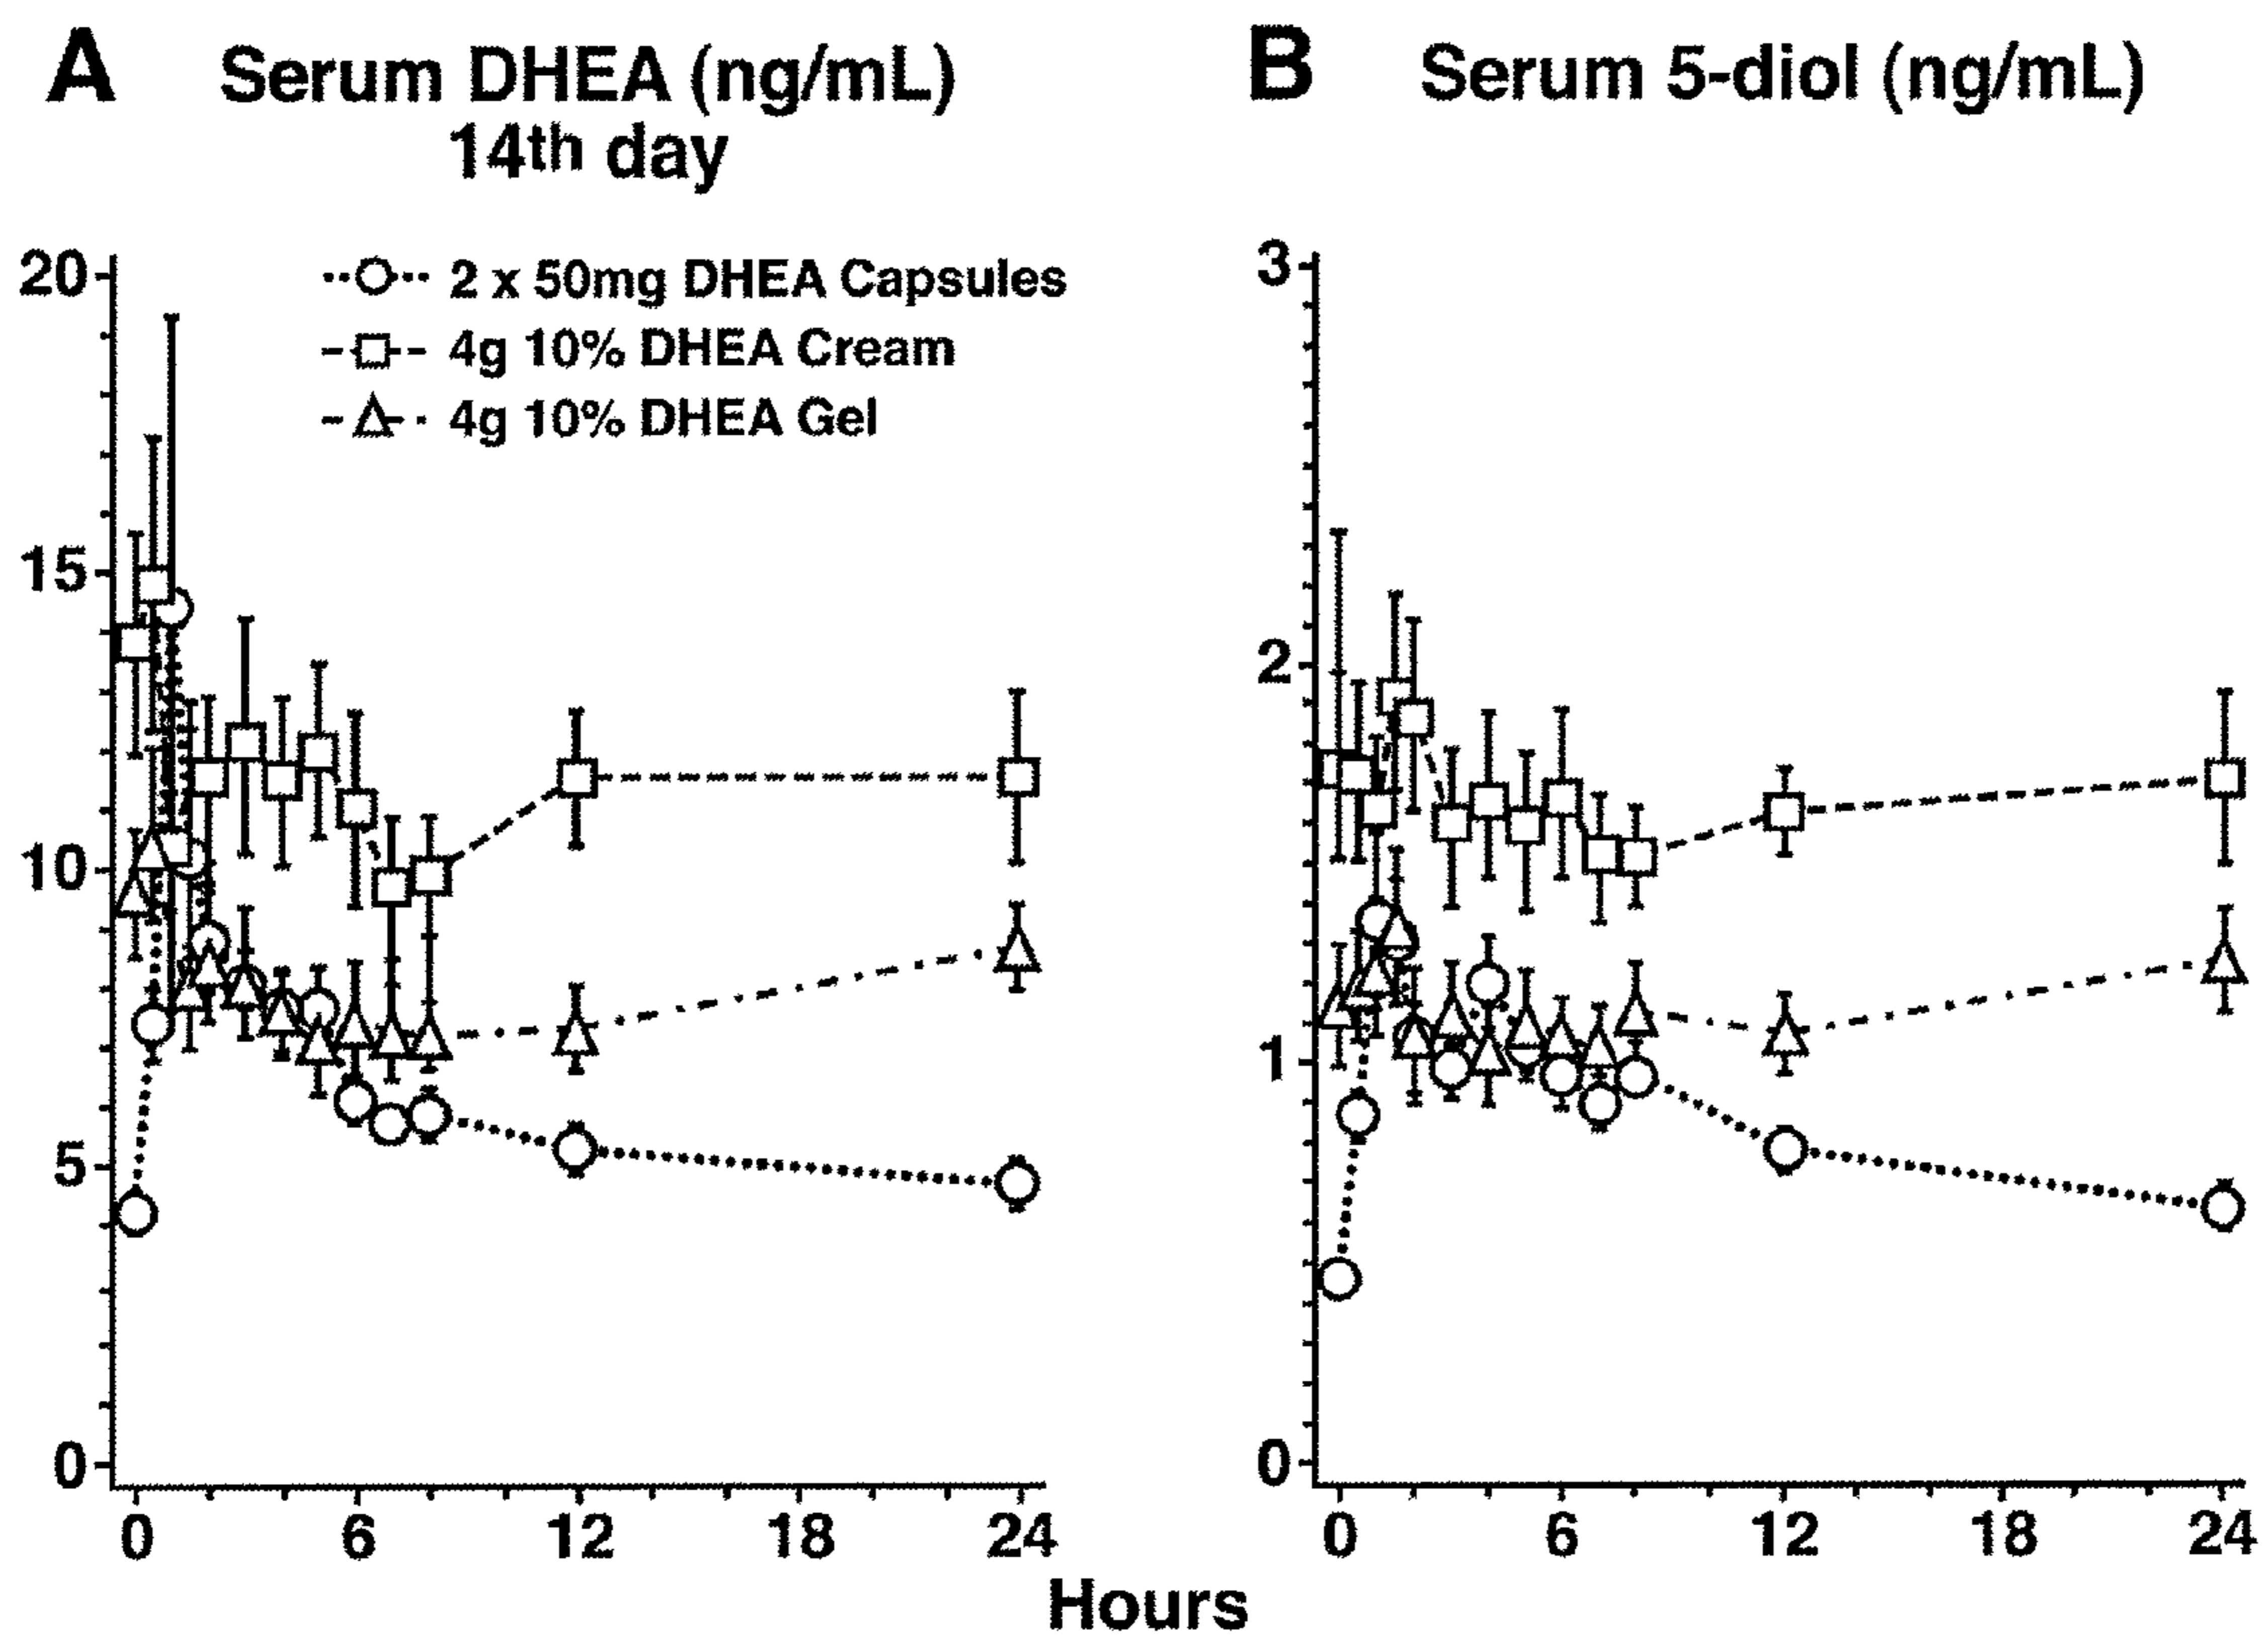 A Serum DHEA (ng/mL)
14th day
20
15
10
5
0
2 x 50mg DHEA Capsules
4g 10% DHEA Cream
4g 10% DHEA Gel
0 6 12 18 24
B Serum 5-diol (ng/mL)
3
2
1
0
0 6 12 18 24
Hours